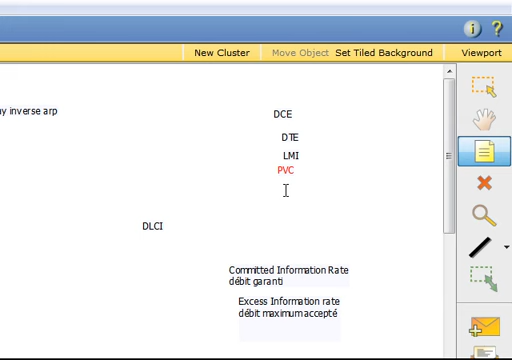 New Cluster Move Object Set Tiled Background Viewport
inverse arp
DCE
DTE
LMI
PVC
DLCI
Committed Information Rate
débit garanti
Excess Information rate
débit maximum accepté